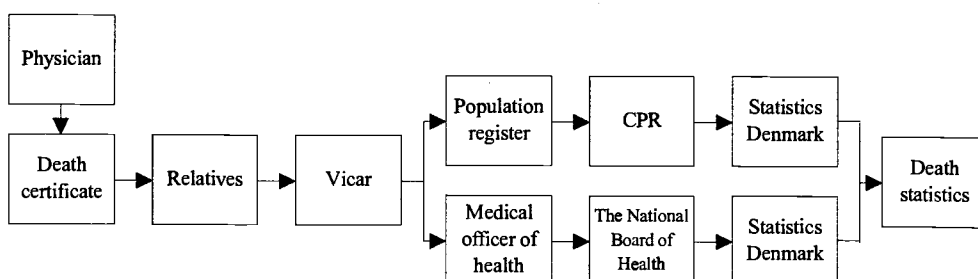 Physician
Death
certificate
Relatives
Vicar
Population
register
CPR
Statistics
Denmark
Medical
officer of
health
The National
Board of
Health
Statistics
Denmark
Death
statistics